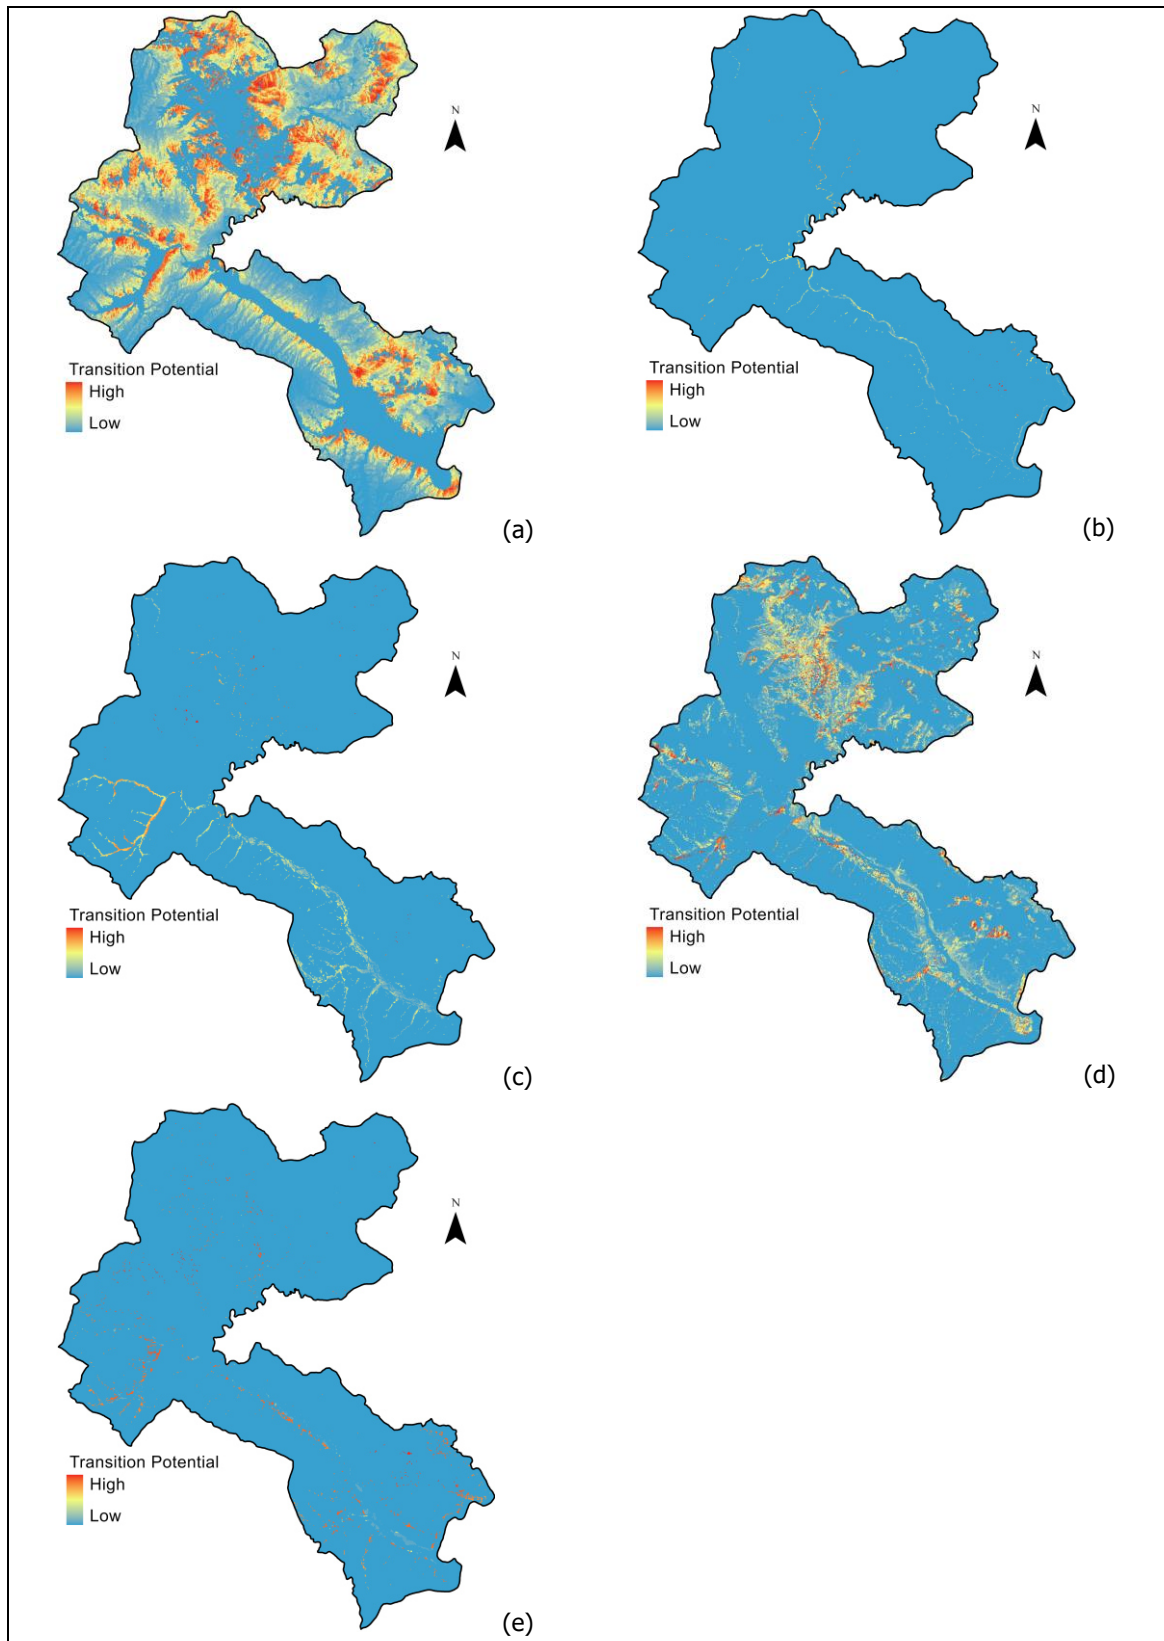 N
N
Transition Potential
High
Low
(a)
Transition Potential
High
Low
(b)
N
N
Transition Potential
High
Low
(c)
Transition Potential
High
Low
(d)
N
Transition Potential
High
Low
(e)